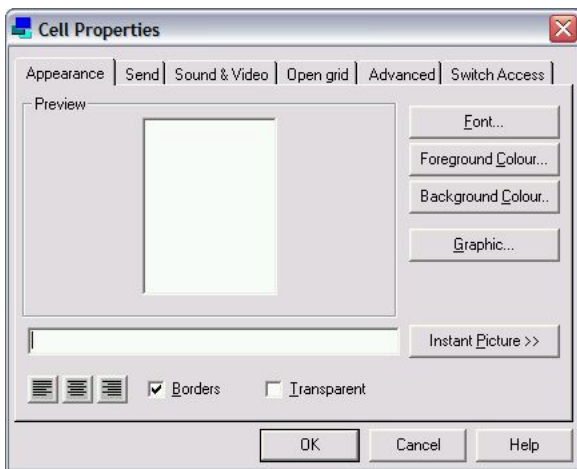 Cell Properties
Appearance Send Sound & Video Open grid Advanced Switch Access
Preview
Font...
Foreground Colour...
Background Colour..
Graphic...
Instant Picture >>
Borders Transparent
OK Cancel Help